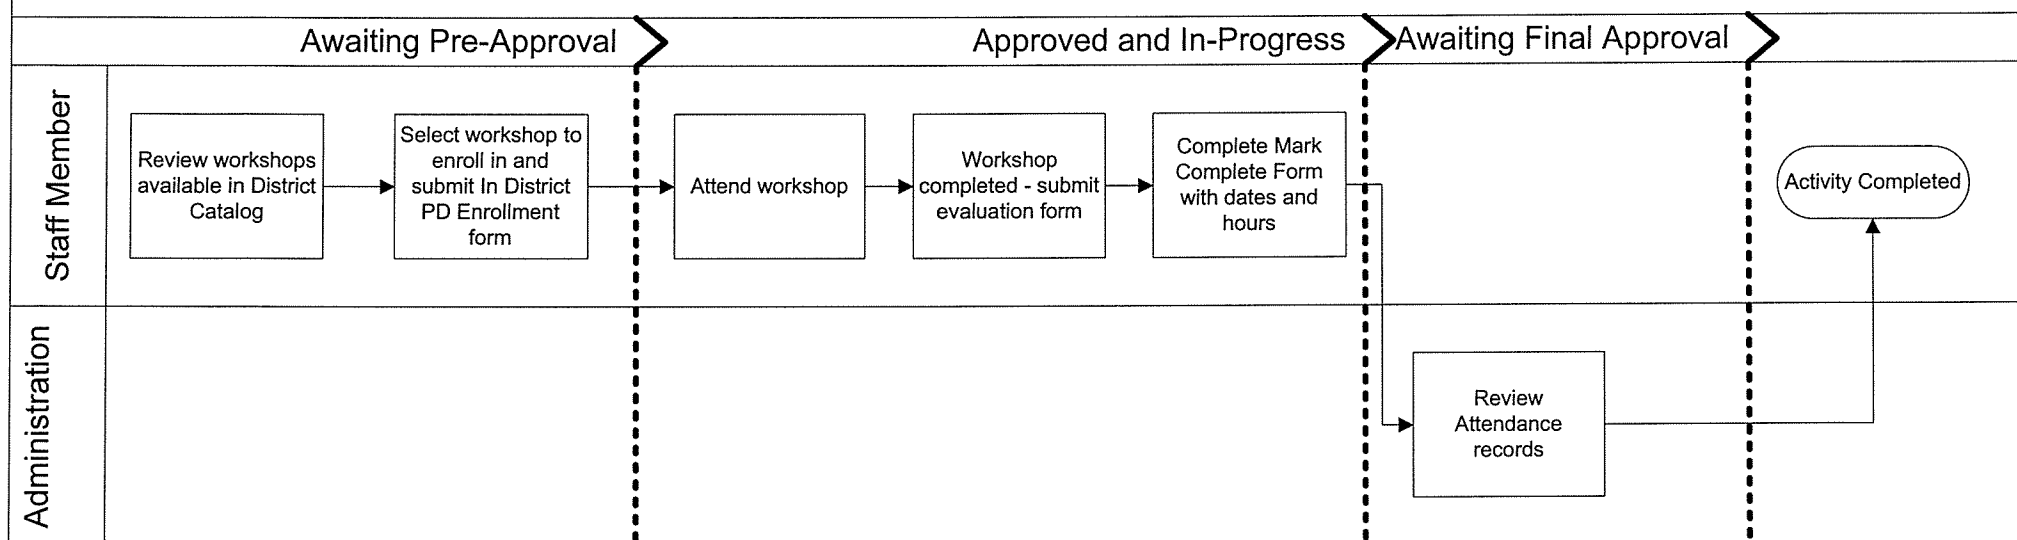 Awaiting Pre-Approval
Approved and In-Progress
Awaiting Final Approval
Staff Member
Review workshops
available in District
Catalog
Select workshop to
enroll in and
submit In District
PD Enrollment
form
Attend workshop
Workshop
completed - submit
evaluation form
Complete Mark
Complete Form
with dates and
hours
Activity Completed
Administration
Review
Attendance
records